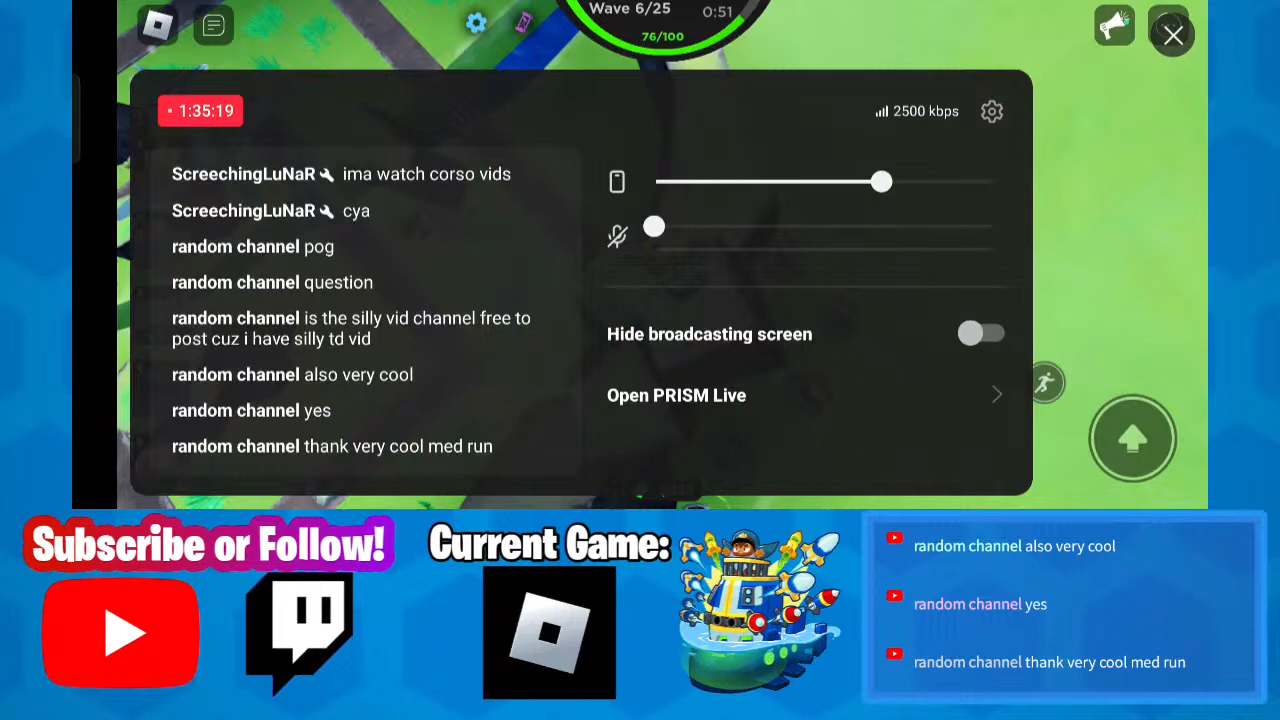 Wave 6/25
0:51
76/100
1:35:19
2500 kbps
ScreechingLuNaR ima watch corso vids
ScreechingLuNaR cya
random channel pog
random channel question
random channel is the silly vid channel free to
post cuz i have silly td vid
random channel also very cool
random channel yes
random channel thank very cool med run
Hide broadcasting screen
Open PRISM Live
Subscribe or Follow!
Current Game:
random channel also very cool
random channel yes
random channel thank very cool med run